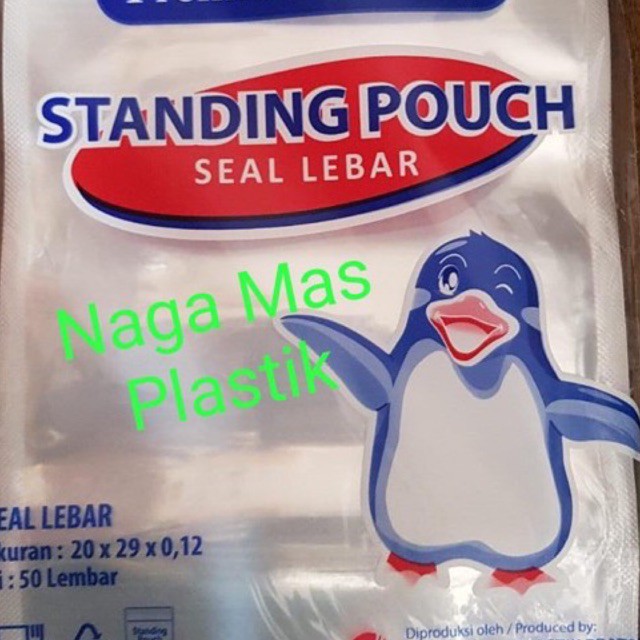 STANDING POUCH
SEAL LEBAR
Naga Mas
Plastik
EAL LEBAR
kuran : 20 x 29 x 0,12
i : 50 Lembar
Standing
Diproduksi oleh / Produced by: